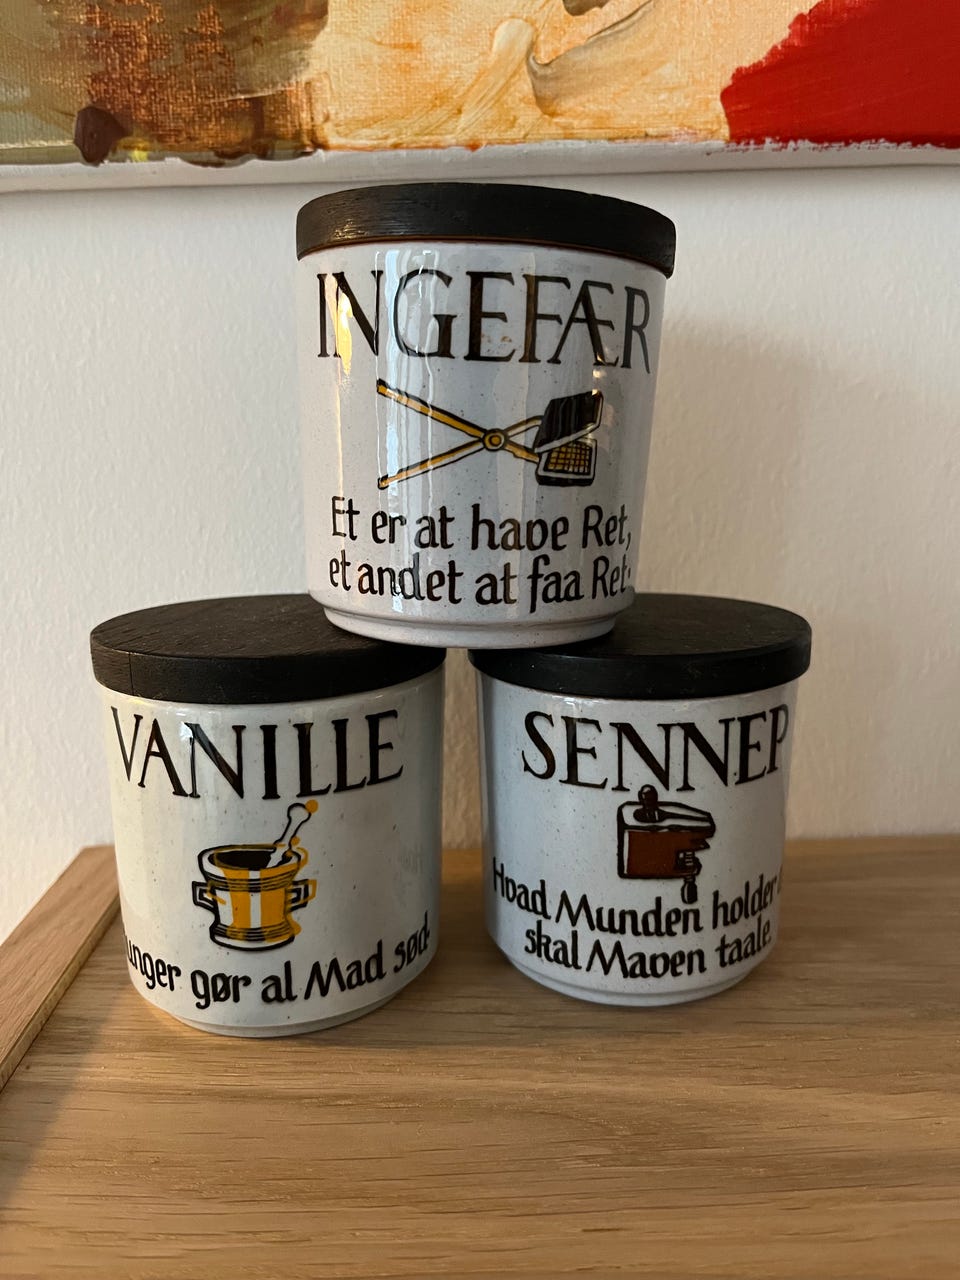 INGEFÆR
Et er at have Ret,
et andet at faa Ret.
VANILLE
unger gør al Mad sød
SENNEP
Hvad Munden holder
skal Maven taale